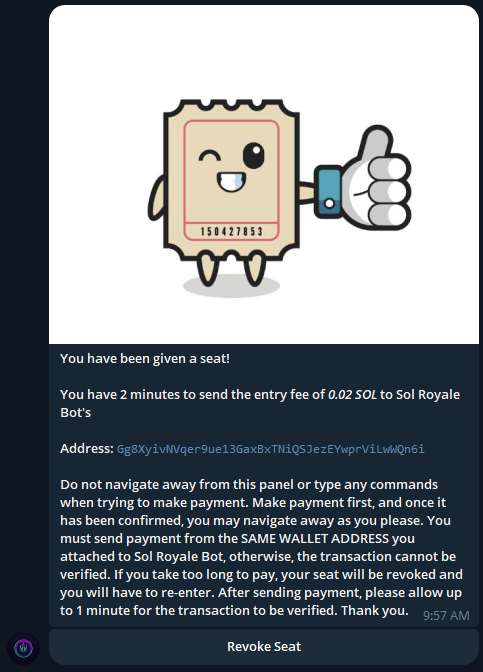 150427853
You have been given a seat!
You have 2 minutes to send the entry fee of 0.02 SOL to Sol Royale
Bot's
Address: Gg8XyivNVqer9ue13GaxBxTNiQSJezEYwprViLwWQn6i
Do not navigate away from this panel or type any commands
when trying to make payment. Make payment first, and once it
has been confirmed, you may navigate away as you please. You
must send payment from the SAME WALLET ADDRESS you
attached to Sol Royale Bot, otherwise, the transaction cannot be
verified. If you take too long to pay, your seat will be revoked and
you will have to re-enter. After sending payment, please allow up
to 1 minute for the transaction to be verified. Thank you. 9:57 AM
Revoke Seat